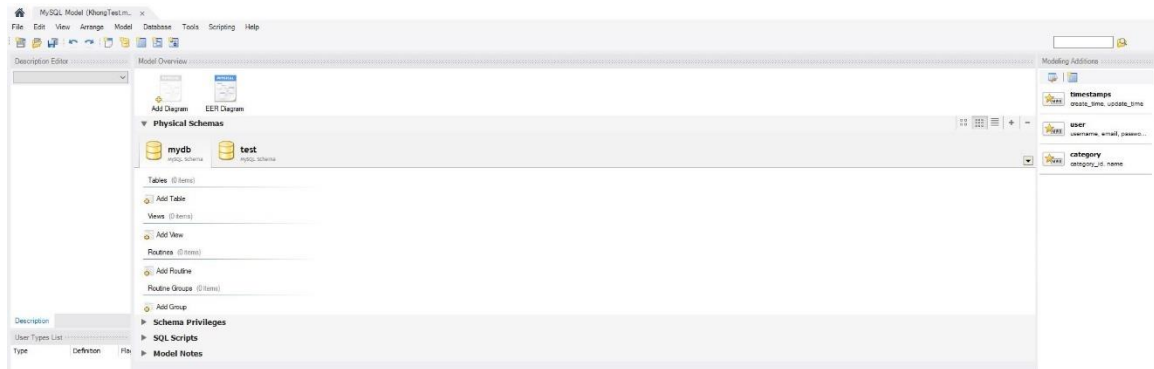 MySQL Model (KhongTest.m... ×
File Edit View Arrange Model Database Tools Scripting Help
Description Editor
Model Overview
Modeling Additions
Add Diagram
EER Diagram
Physical Schemas
mydb
MySQL Schema
test
MySQL Schema
Tables (0 items)
Add Table
Views (0 items)
Add View
Routines (0 items)
Add Routine
Routine Groups (0 items)
Add Group
Schema Privileges
SQL Scripts
Model Notes
Description
User Types List
Type Definition Fla
timestamps
create_time, update_time
user
username, email, passwo...
category
category_id, name